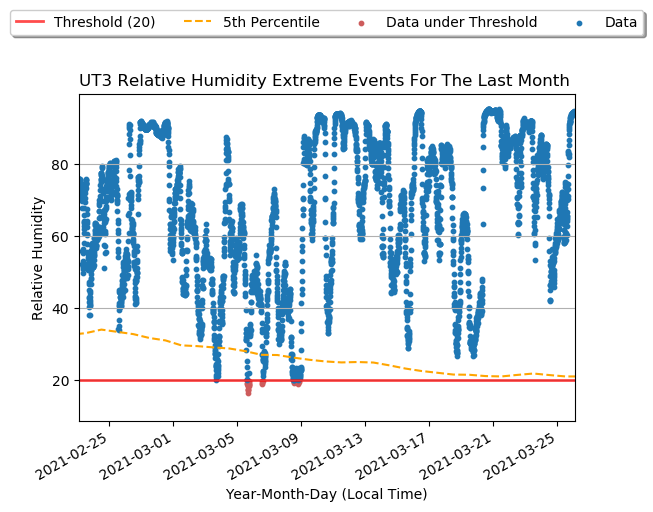 Threshold (20) 5th Percentile Data under Threshold Data
UT3 Relative Humidity Extreme Events For The Last Month
Relative Humidity
80
60
40
20
2021-02-25 2021-03-01 2021-03-05 2021-03-09 2021-03-13 2021-03-17 2021-03-21 2021-03-25
Year-Month-Day (Local Time)